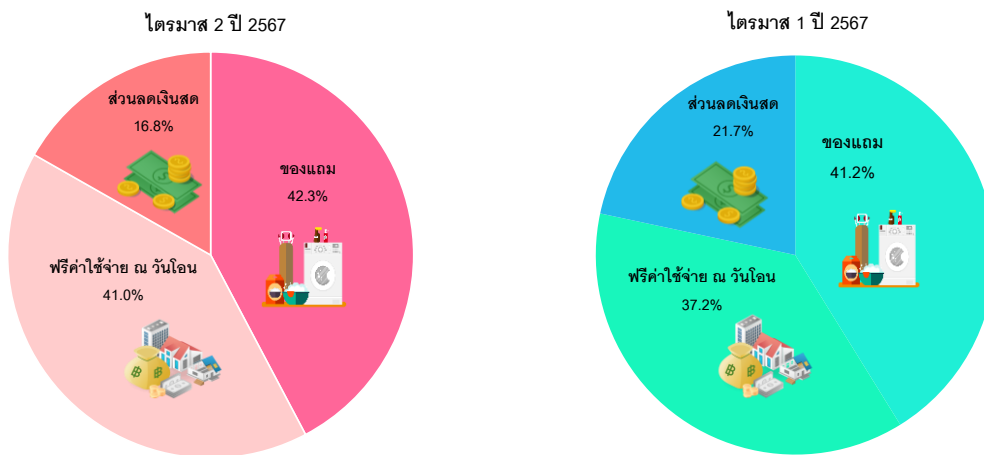 ไตรมาส 2 ปี 2567
ส่วนลดเงินสด
16.8%
ของแถม
42.3%
ฟรีค่าใช้จ่าย ณ วันโอน
41.0%
ไตรมาส 1 ปี 2567
ส่วนลดเงินสด
21.7%
ของแถม
41.2%
ฟรีค่าใช้จ่าย ณ วันโอน
37.2%